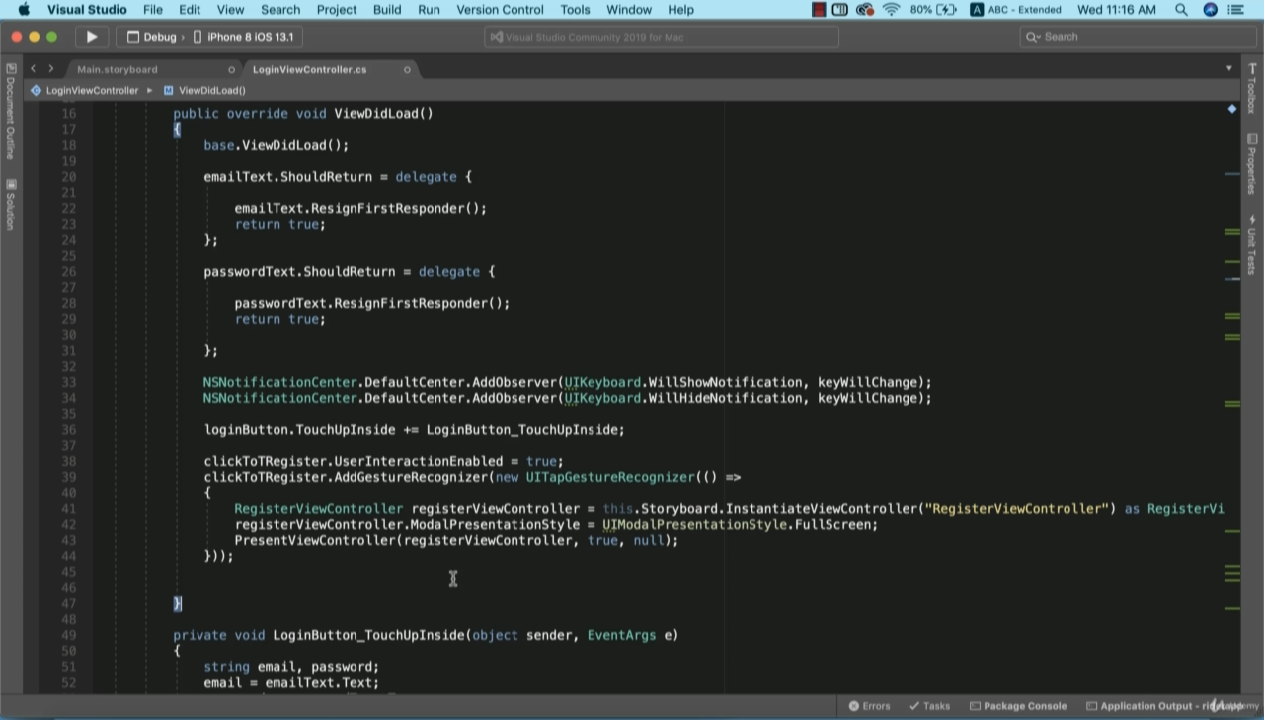 Visual Studio File Edit View Search Project Build Run Version Control Tools Window Help 80% A ABC - Extended Wed 11:16 AM
Debug › iPhone 8 iOS 13.1 Visual Studio Community 2019 for Mac Search
Main.storyboard LoginViewController.cs
LoginViewController ▸ M ViewDidLoad()
Document Outline
Solution
Toolbox
Properties
Unit Tests
16 public override void ViewDidLoad()
17 {
18 base.ViewDidLoad();
19
20 emailText.ShouldReturn = delegate {
21
22 emailText.ResignFirstResponder();
23 return true;
24 };
25
26 passwordText.ShouldReturn = delegate {
27
28 passwordText.ResignFirstResponder();
29 return true;
30
31 };
32
33 NSNotificationCenter.DefaultCenter.AddObserver(UIKeyboard.WillShowNotification, keyWillChange);
34 NSNotificationCenter.DefaultCenter.AddObserver(UIKeyboard.WillHideNotification, keyWillChange);
35
36 loginButton.TouchUpInside += LoginButton_TouchUpInside;
37
38 clickToTRegister.UserInteractionEnabled = true;
39 clickToTRegister.AddGestureRecognizer(new UITapGestureRecognizer(() =>
40 {
41 RegisterViewController registerViewController = this.Storyboard.InstantiateViewController("RegisterViewController") as RegisterVi
42 registerViewController.ModalPresentationStyle = UIModalPresentationStyle.FullScreen;
43 PresentViewController(registerViewController, true, null);
44 }));
45
46
47 }
48
49 private void LoginButton_TouchUpInside(object sender, EventArgs e)
50 {
51 string email, password;
52 email = emailText.Text;
Errors Tasks Package Console Application Output -